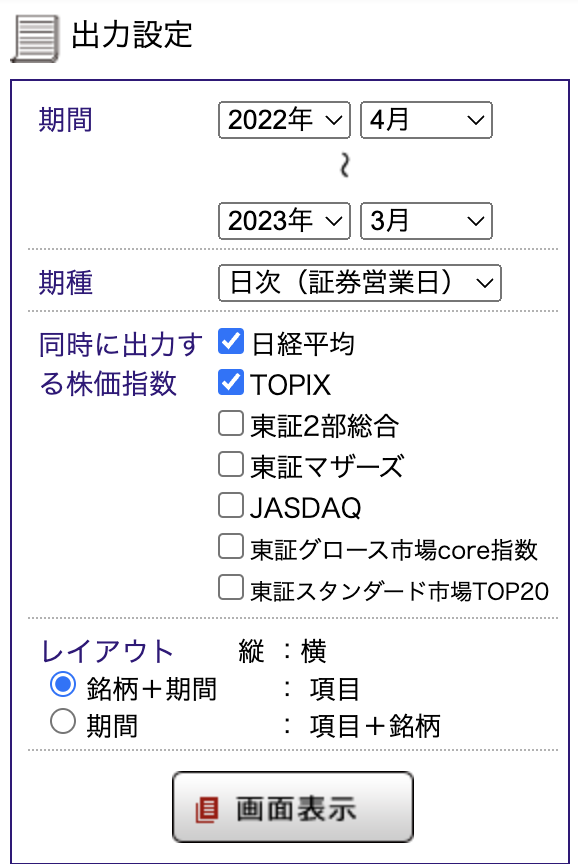 出力設定
期間 2022年 4月
～
2023年 3月
期種 日次（証券営業日）
同時に出力す
る株価指数
日経平均
TOPIX
東証2部総合
東証マザーズ
JASDAQ
東証グロース市場core指数
東証スタンダード市場TOP20
レイアウト 縦 ：横
銘柄＋期間 ： 項目
期間 ： 項目＋銘柄
画面表示